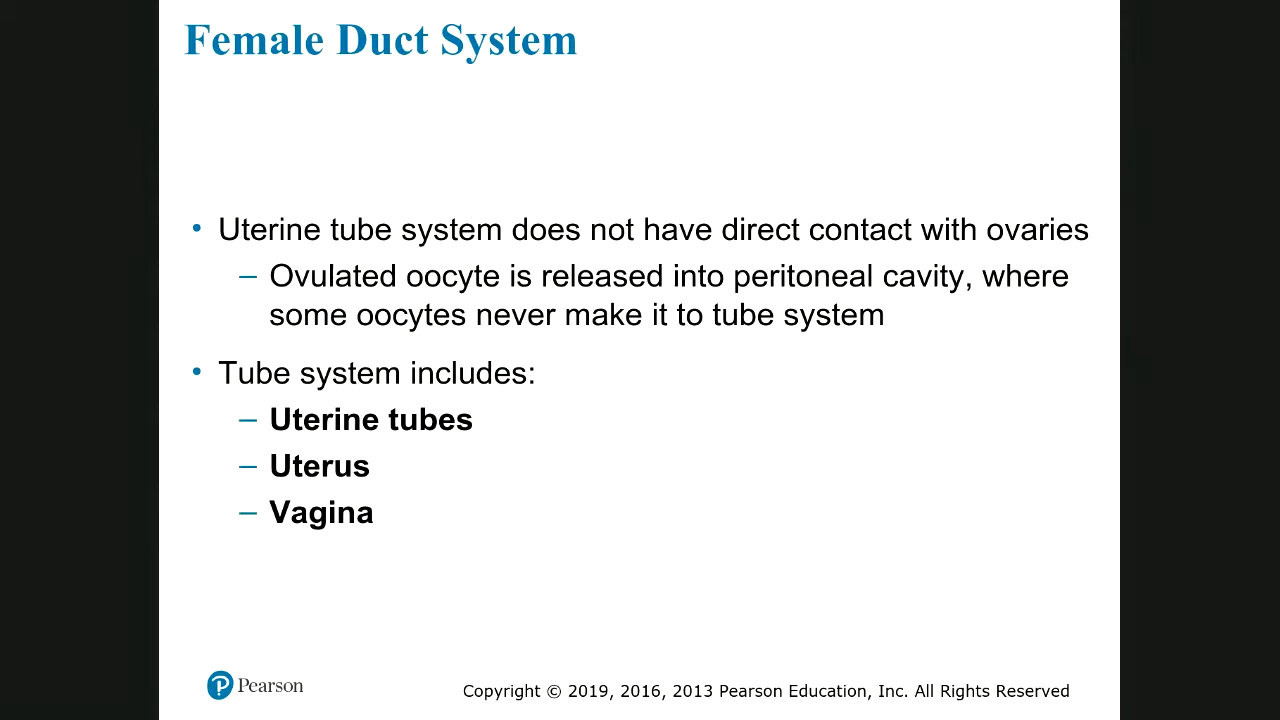 Female Duct System
• Uterine tube system does not have direct contact with ovaries
– Ovulated oocyte is released into peritoneal cavity, where
some oocytes never make it to tube system
• Tube system includes:
– Uterine tubes
– Uterus
– Vagina
P Pearson
Copyright © 2019, 2016, 2013 Pearson Education, Inc. All Rights Reserved